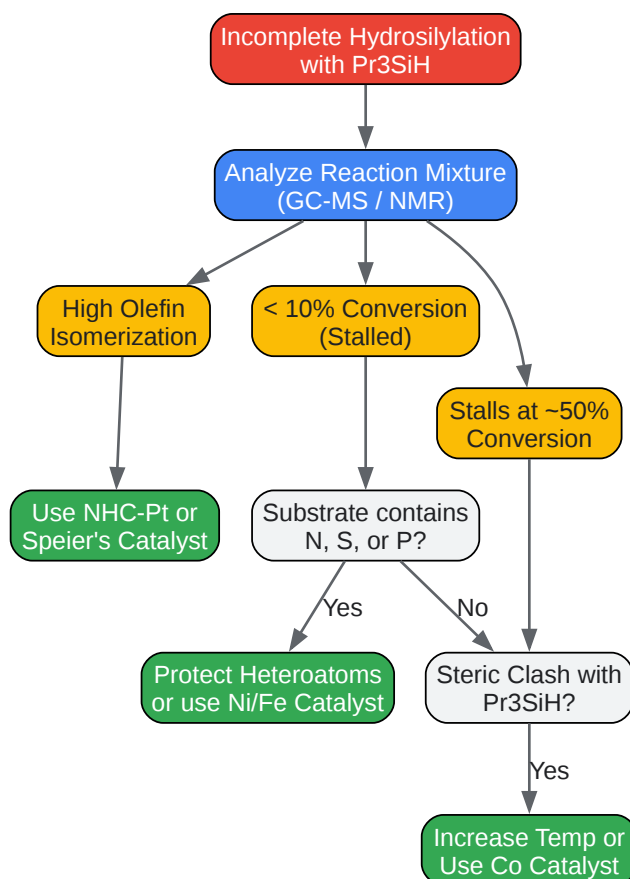 Incomplete Hydrosilylation
with Pr3SiH
Analyze Reaction Mixture
(GC-MS / NMR)
High Olefin
Isomerization
< 10% Conversion
(Stalled)
Stalls at ~50%
Conversion
Use NHC-Pt or
Speier's Catalyst
Substrate contains
N, S, or P?
Yes
No
Protect Heteroatoms
or use Ni/Fe Catalyst
Steric Clash with
Pr3SiH?
Yes
Increase Temp or
Use Co Catalyst